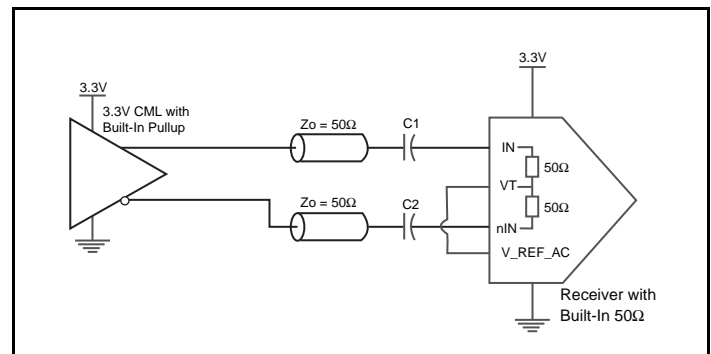 3.3V
3.3V
3.3V CML with
Built-In Pullup
Zo = 50Ω
C1
IN
50Ω
VT
Zo = 50Ω
C2
50Ω
nIN
V_REF_AC
Receiver with
Built-In 50Ω